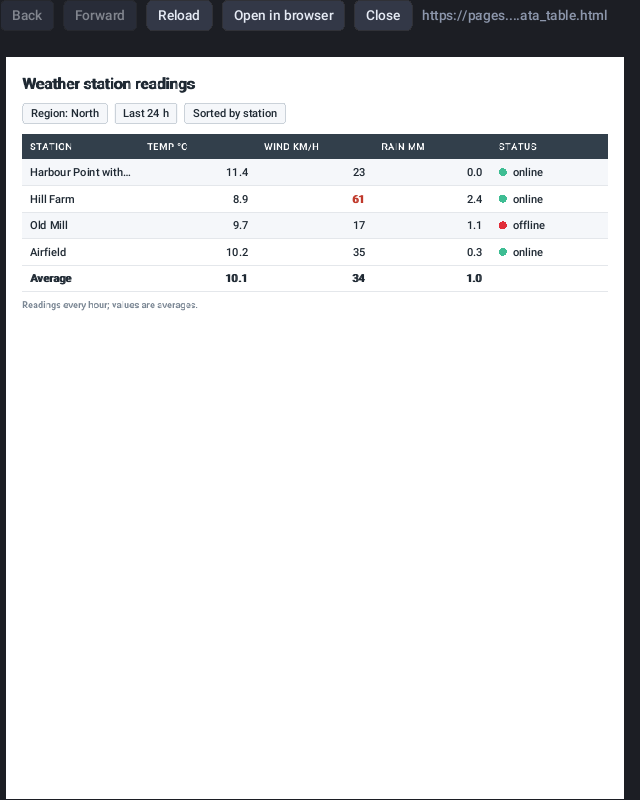 Back Forward Reload Open in browser Close https://pages....ata_table.html
Weather station readings
Region: North Last 24 h Sorted by station
STATION TEMP °C WIND KM/H RAIN MM STATUS
Harbour Point with... 11.4 23 0.0 online
Hill Farm 8.9 61 2.4 online
Old Mill 9.7 17 1.1 offline
Airfield 10.2 35 0.3 online
Average 10.1 34 1.0
Readings every hour; values are averages.